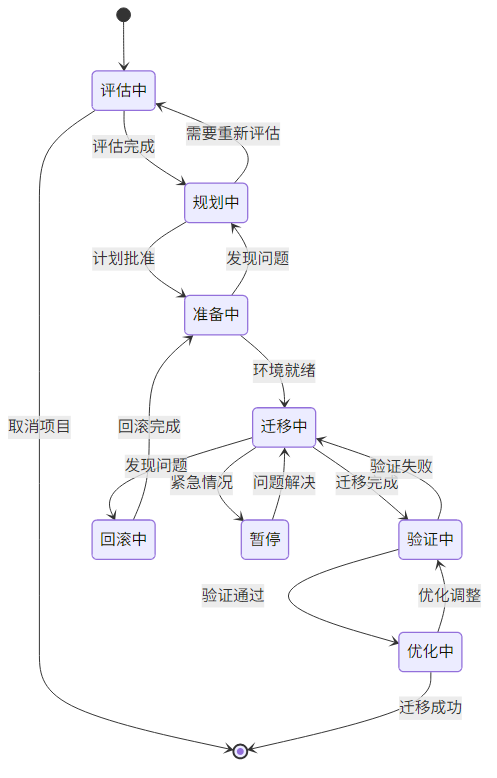 评估中
评估完成
需要重新评估
规划中
计划批准
发现问题
准备中
环境就绪
取消项目
回滚完成
迁移中
发现问题
紧急情况
问题解决
迁移完成
验证失败
回滚中
暂停
验证中
验证通过
优化调整
优化中
迁移成功